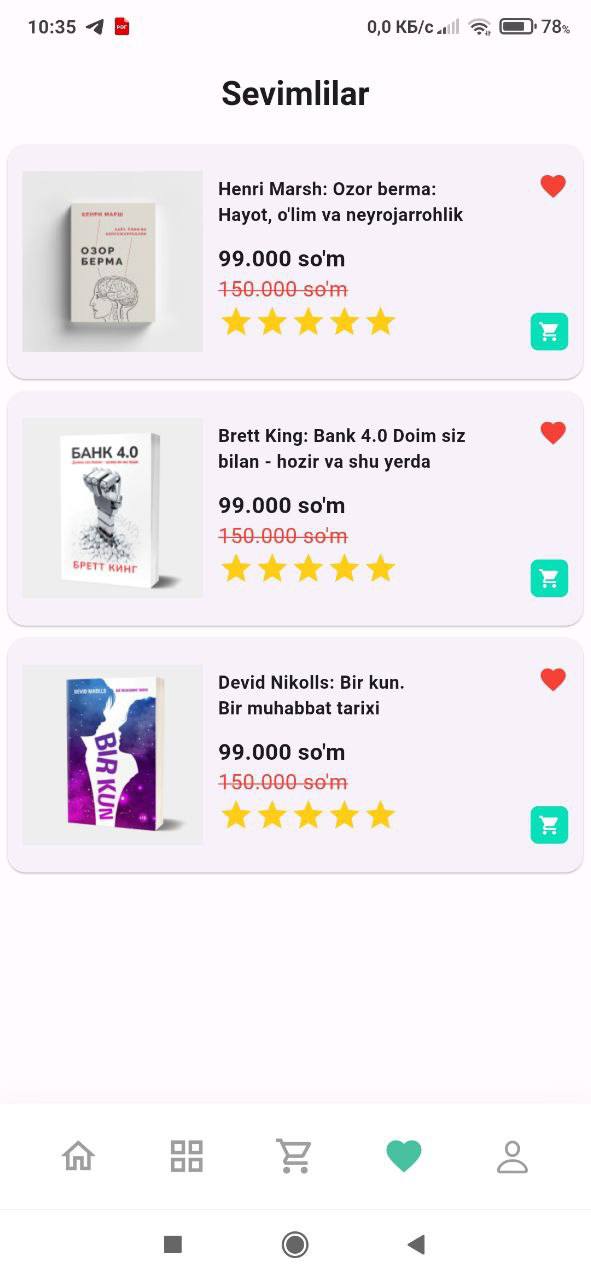 10:35
PDF
0,0 КБ/с
78%
Sevimlilar
Henri Marsh: Ozor berma:
Hayot, o'lim va neyrojarrohlik
99.000 so'm
150.000 so'm
КЕНРИ МАРШ
ОЗОР
БЕРМА
Brett King: Bank 4.0 Doim siz
bilan - hozir va shu yerda
99.000 so'm
150.000 so'm
БАНК 4.0
БРЕТТ КИНГ
Devid Nikolls: Bir kun.
Bir muhabbat tarixi
99.000 so'm
150.000 so'm
DEVID NIKOLLS
BIR KUN